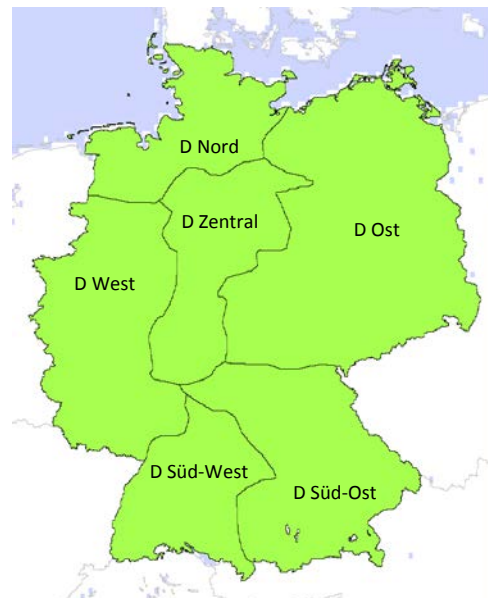 D Nord
D Zentral
D Ost
D West
D Süd-West
D Süd-Ost